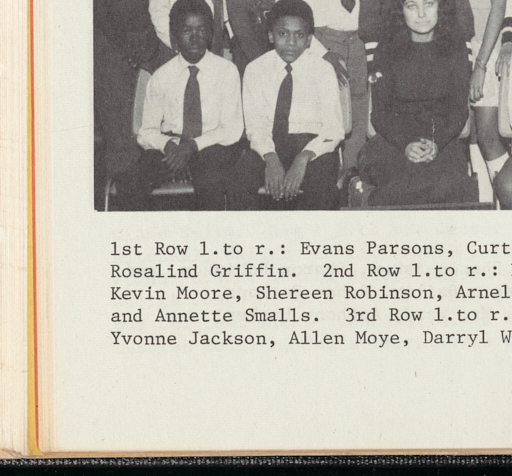 1st Row l.to r.: Evans Parsons, Curt
Rosalind Griffin.  2nd Row l.to r.:
Kevin Moore, Shereen Robinson, Arnel
and Annette Smalls.  3rd Row l.to r.
Yvonne Jackson, Allen Moye, Darryl W